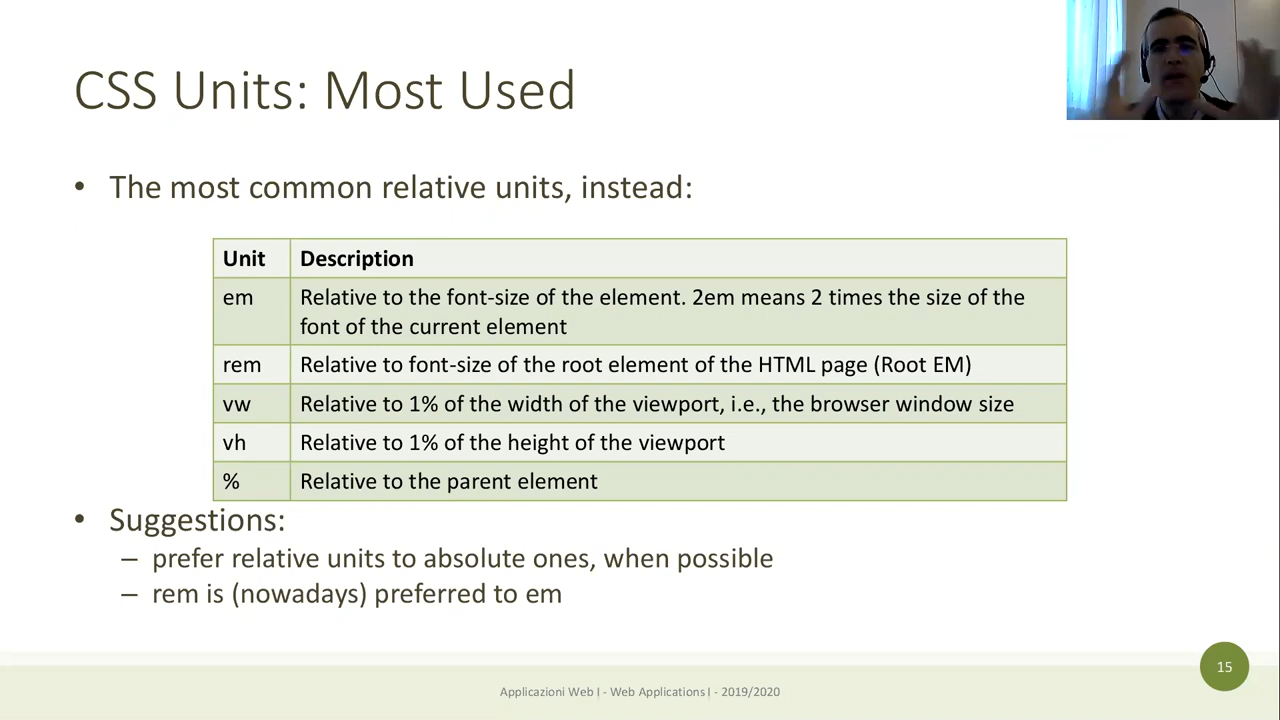 CSS Units: Most Used
• The most common relative units, instead:
Unit Description
em Relative to the font-size of the element. 2em means 2 times the size of the
font of the current element
rem Relative to font-size of the root element of the HTML page (Root EM)
vw Relative to 1% of the width of the viewport, i.e., the browser window size
vh Relative to 1% of the height of the viewport
% Relative to the parent element
• Suggestions:
– prefer relative units to absolute ones, when possible
– rem is (nowadays) preferred to em
15
Applicazioni Web I - Web Applications I - 2019/2020